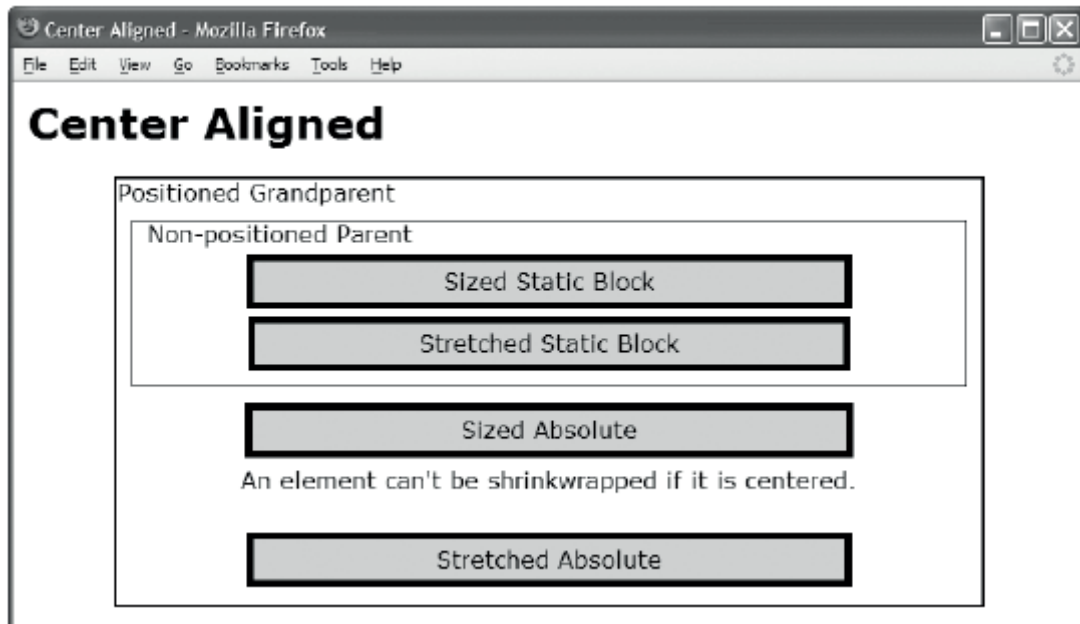 Center Aligned - Mozilla Firefox
File Edit View Go Bookmarks Tools Help
Center Aligned
Positioned Grandparent
Non-positioned Parent
Sized Static Block
Stretched Static Block
Sized Absolute
An element can't be shrinkwrapped if it is centered.
Stretched Absolute